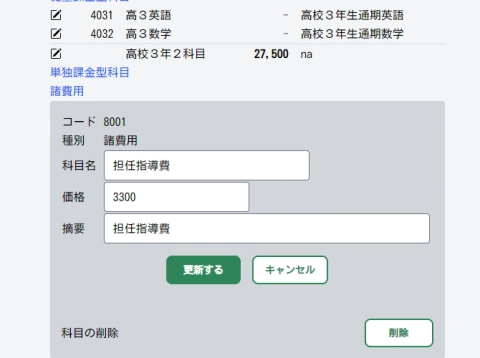 4031 高３英語 - 高校３年生通期英語
4032 高３数学 - 高校３年生通期数学
高校３年２科目 27,500 na
単独課金型科目
諸費用
コード 8001
種別 諸費用
科目名 担任指導費
価格 3300
摘要 担任指導費
更新する キャンセル
科目の削除 削除